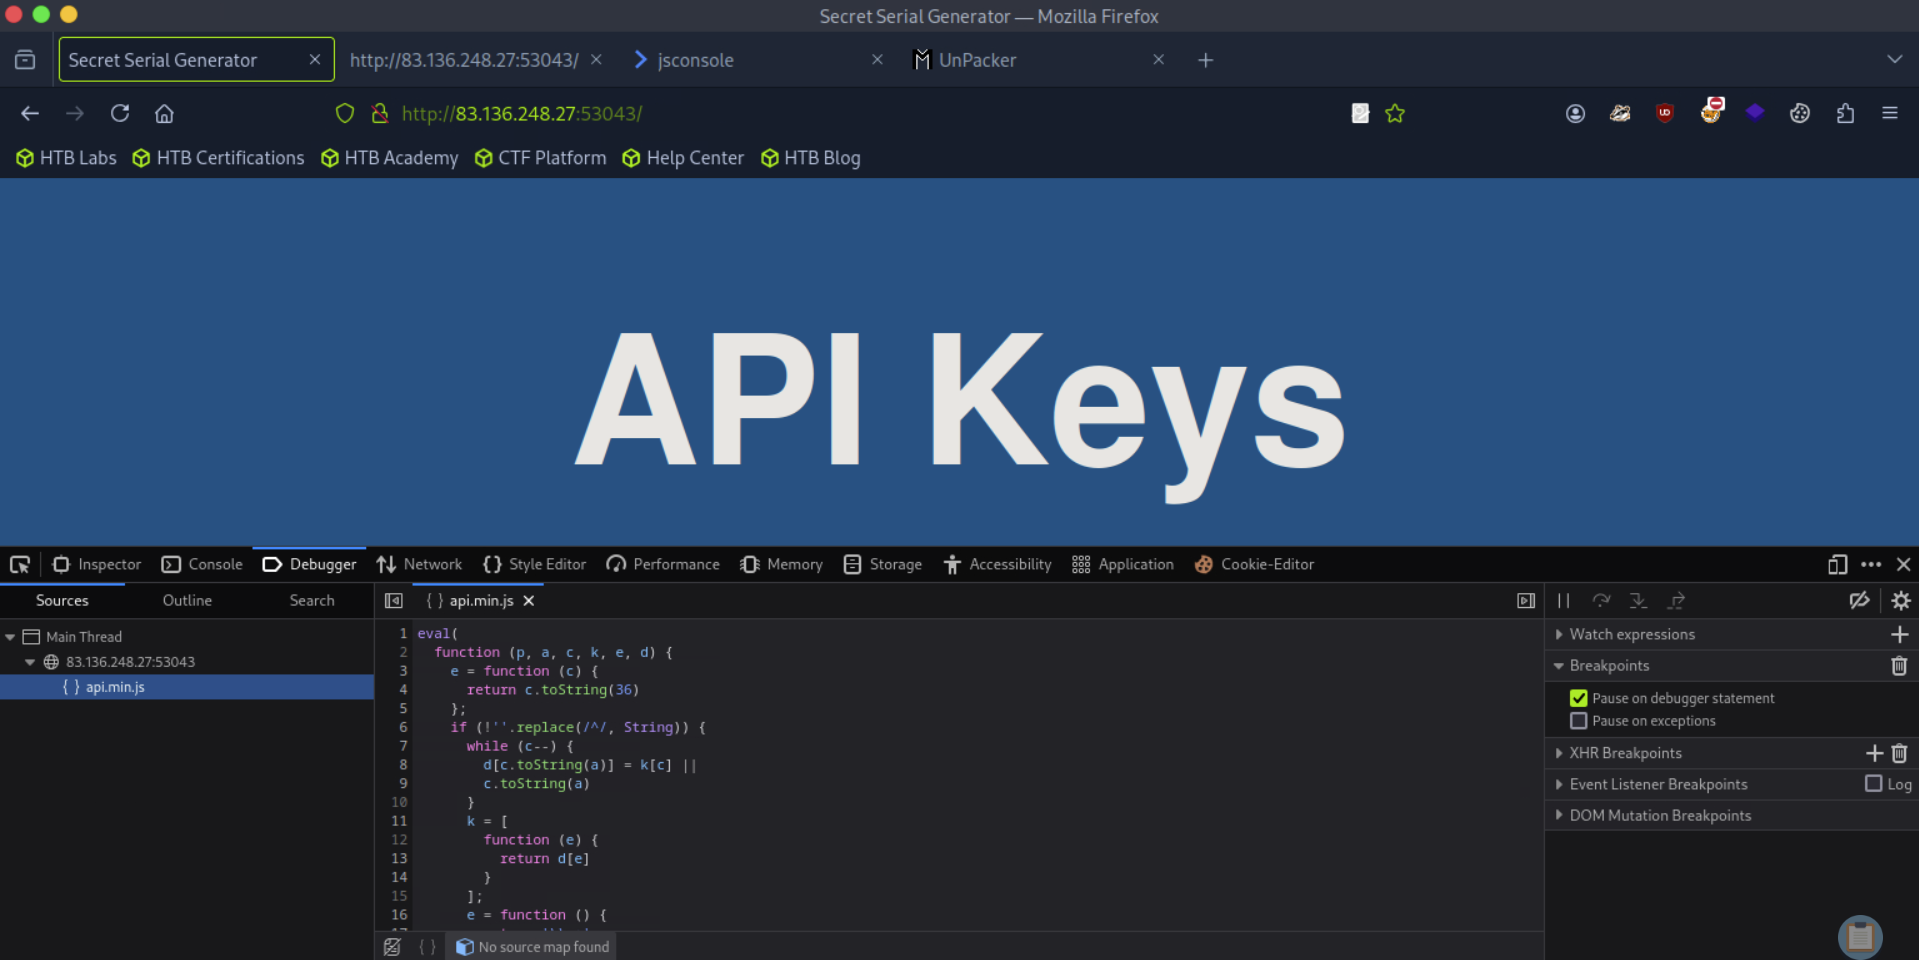 Secret Serial Generator — Mozilla Firefox
Secret Serial Generator
http://83.136.248.27:53043/
jsconsole
UnPacker
http://83.136.248.27:53043/
HTB Labs
HTB Certifications
HTB Academy
CTF Platform
Help Center
HTB Blog
API Keys
Inspector
Console
Debugger
Network
Style Editor
Performance
Memory
Storage
Accessibility
Application
Cookie-Editor
Sources
Outline
Search
Main Thread
83.136.248.27:53043
{ } api.min.js
{ } api.min.js
1 eval(
2 function (p, a, c, k, e, d) {
3 e = function (c) {
4 return c.toString(36)
5 };
6 if (!''.replace(/^/, String)) {
7 while (c--) {
8 d[c.toString(a)] = k[c] ||
9 c.toString(a)
10 }
11 k = [
12 function (e) {
13 return d[e]
14 }
15 ];
16 e = function () {
{ } No source map found
Watch expressions
Breakpoints
Pause on debugger statement
Pause on exceptions
XHR Breakpoints
Event Listener Breakpoints
Log
DOM Mutation Breakpoints